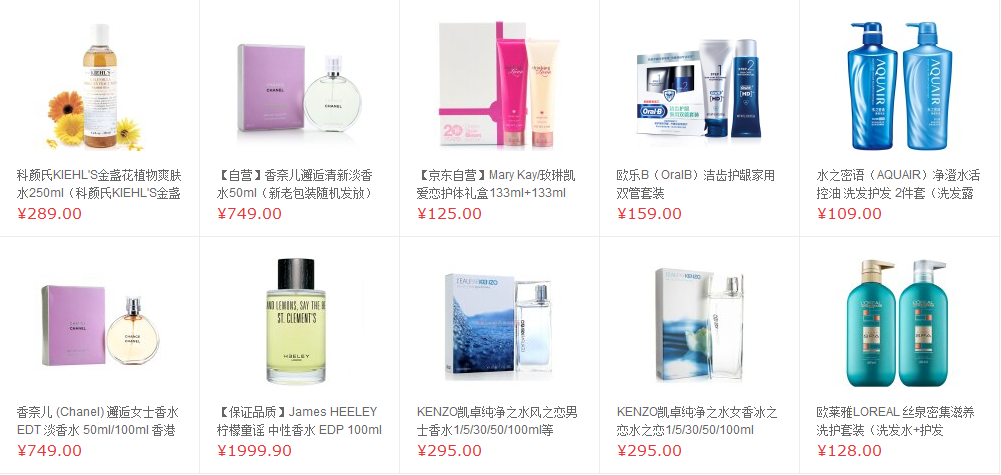 KIEHL'S
CHANEL
CHANEL
20
STEP 1
2
Oral-B
[MD]
[MD]
AQUAIR
AQUAIR
科颜氏KIEHL'S金盏花植物爽肤
水250ml（科颜氏KIEHL'S金盏
¥289.00
【自营】香奈儿邂逅清新淡香
水50ml（新老包装随机发放）
¥749.00
【京东自营】Mary Kay/玫琳凯
爱恋护体礼盒133ml+133ml
¥125.00
欧乐B（OralB）洁齿护龈家用
双管套装
¥159.00
水之密语（AQUAIR）净澄水活
控油 洗发护发 2件套（洗发露
¥109.00
CHANEL
CHANCE
CHANEL
AND LEMONS, SAY THE
ST. CLEMENT'S
HEELEY
L'EAU PAR KENZO
L'EAU PAR KENZO
KENZO
LOREAL
LOREAL
SPA
SPA
香奈儿 (Chanel) 邂逅女士香水
EDT 淡香水 50ml/100ml 香港
¥749.00
【保证品质】James HEELEY
柠檬童谣 中性香水 EDP 100ml
¥1999.90
KENZO凯卓纯净之水风之恋男
士香水1/5/30/50/100ml等
¥295.00
KENZO凯卓纯净之水女香冰之
恋水之恋1/5/30/50/100ml
¥295.00
欧莱雅LOREAL 丝泉密集滋养
洗护套装（洗发水+护发
¥128.00